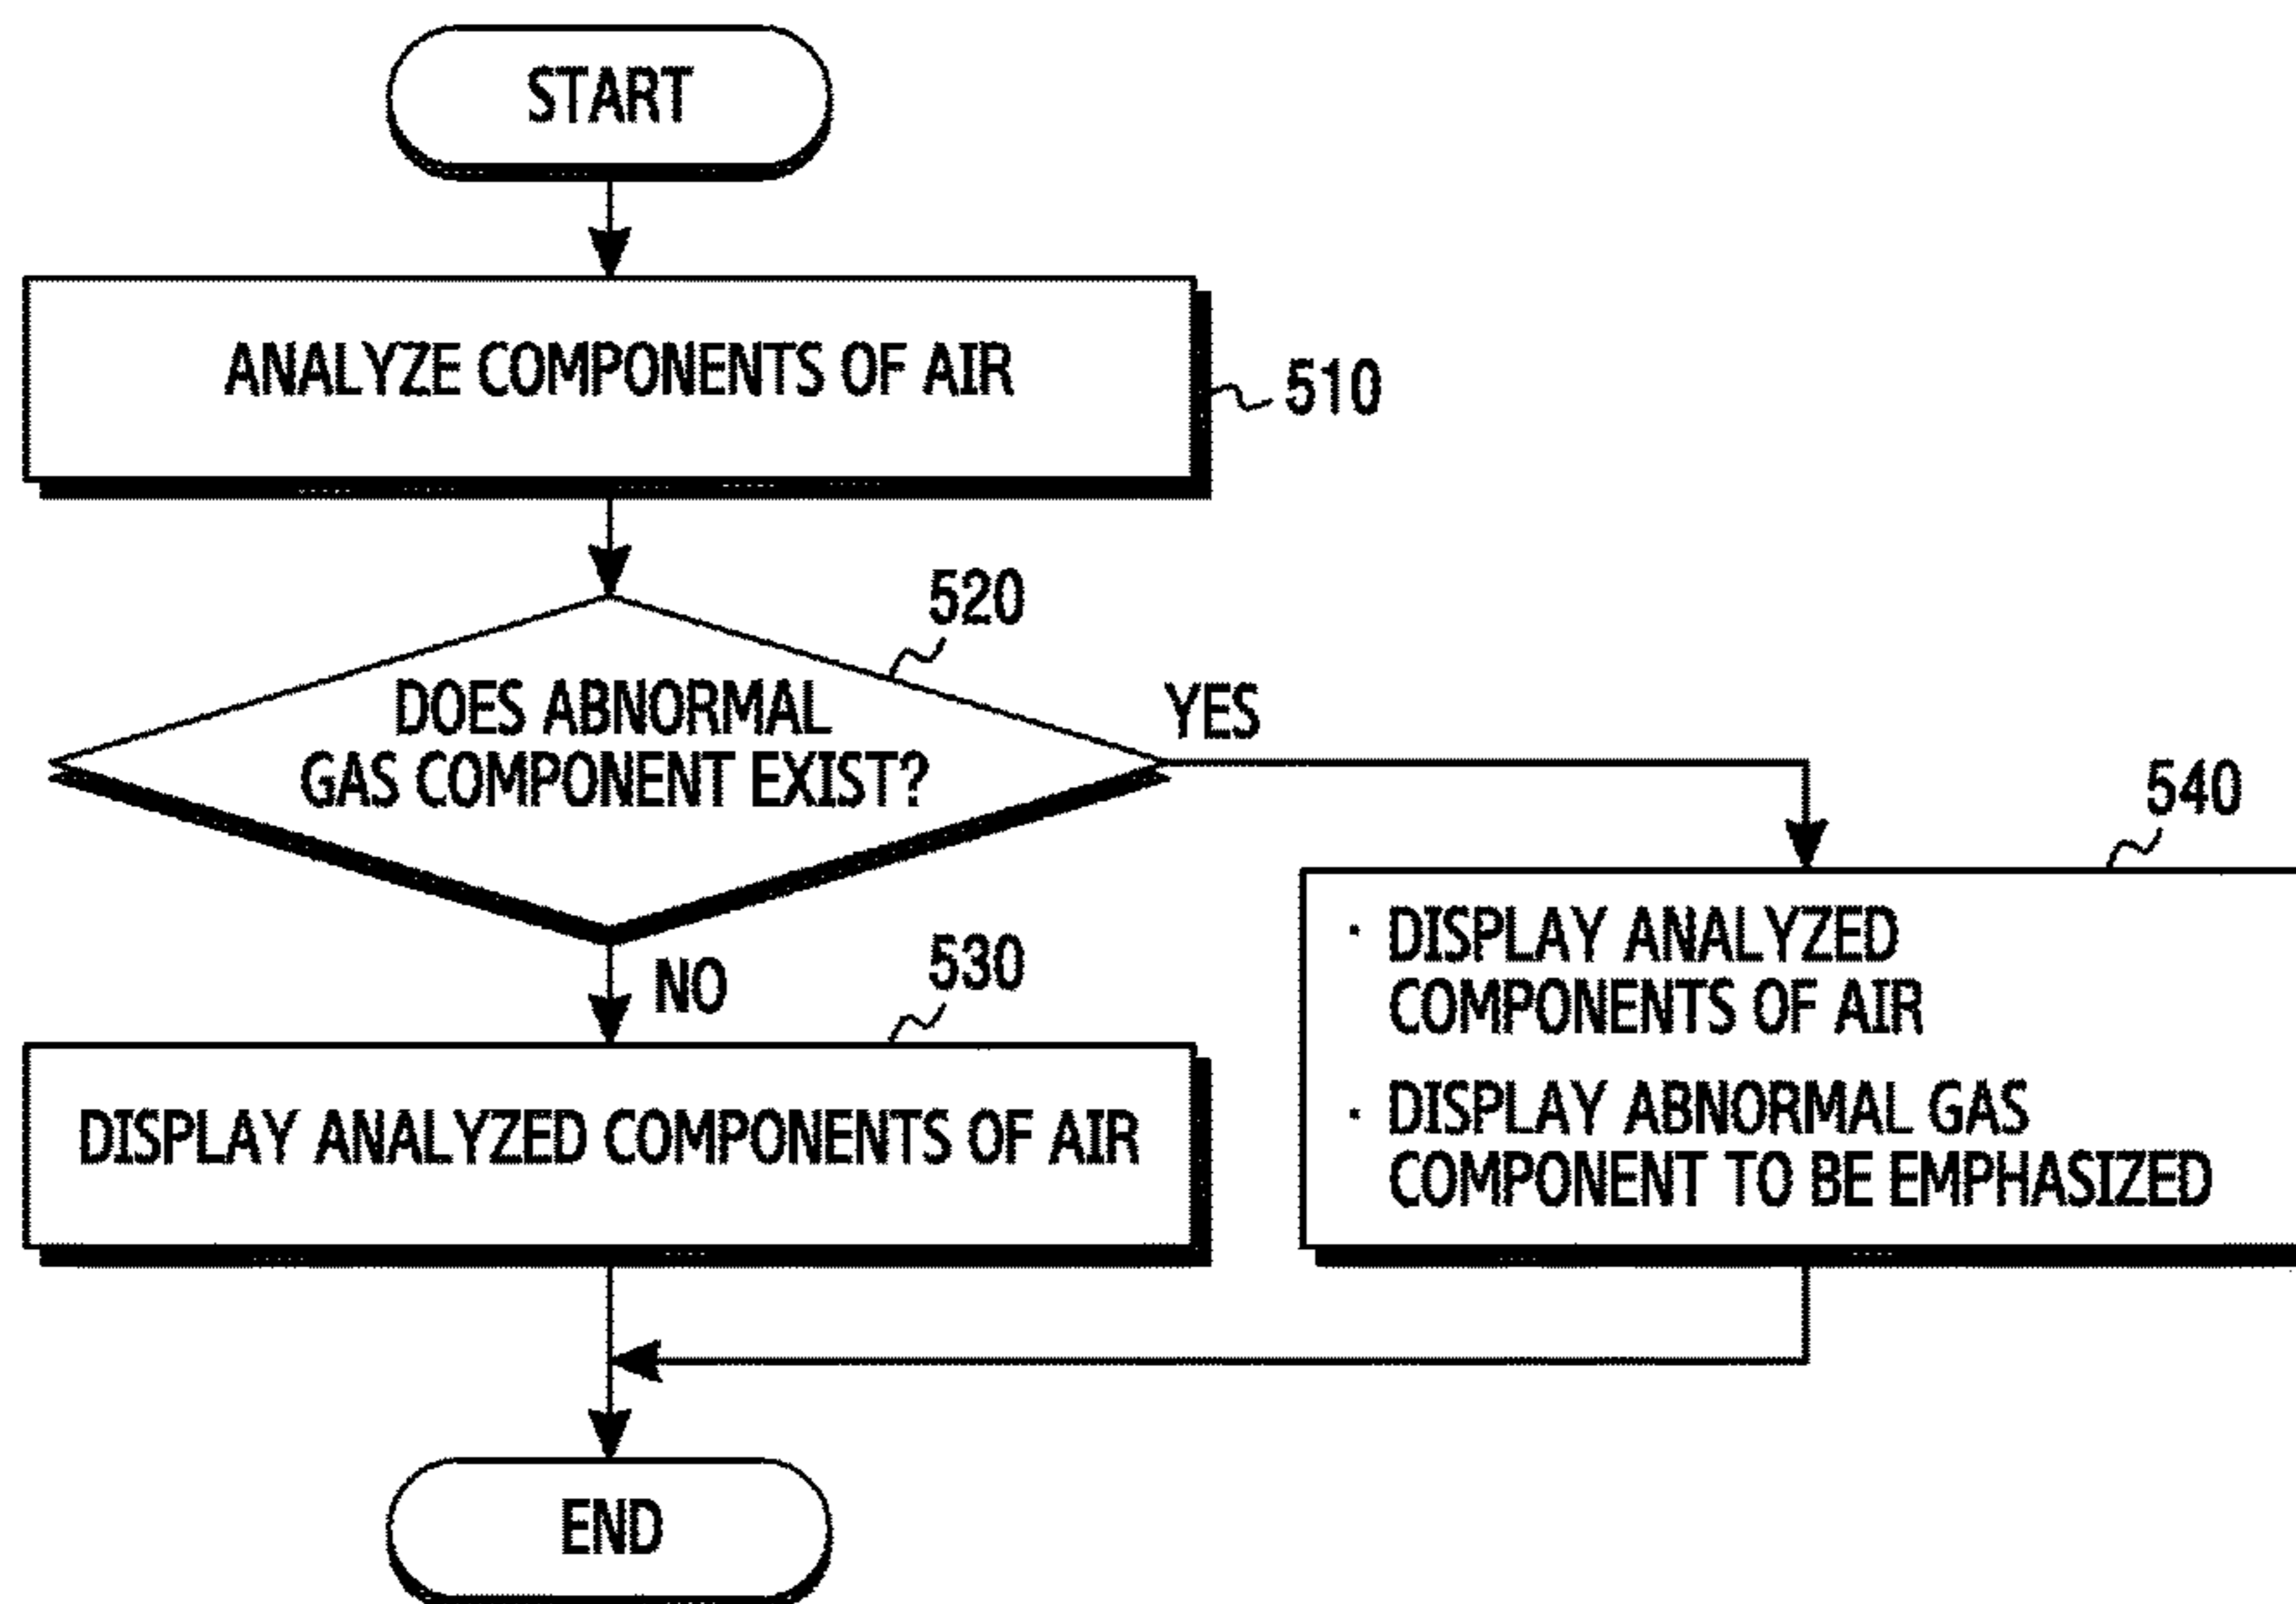 START
ANALYZE COMPONENTS OF AIR
510
520
DOES ABNORMAL
GAS COMPONENT EXIST?
YES
540
· DISPLAY ANALYZED
COMPONENTS OF AIR
· DISPLAY ABNORMAL GAS
COMPONENT TO BE EMPHASIZED
NO
530
DISPLAY ANALYZED COMPONENTS OF AIR
END